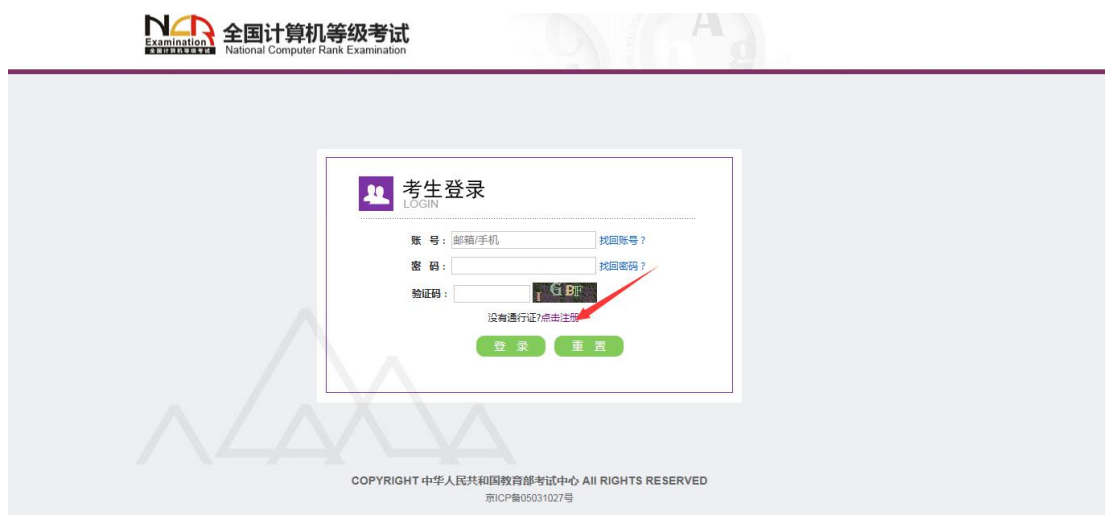 NCR
Examination
全国计算机等级考试
全国计算机等级考试
National Computer Rank Examination
A
g
考生登录
LOGIN
账 号: 邮箱/手机 找回账号?
密 码: 找回密码?
验证码: I G B F
没有通行证?点击注册
登 录 重 置
COPYRIGHT 中华人民共和国教育部考试中心 All RIGHTS RESERVED
京ICP备05031027号